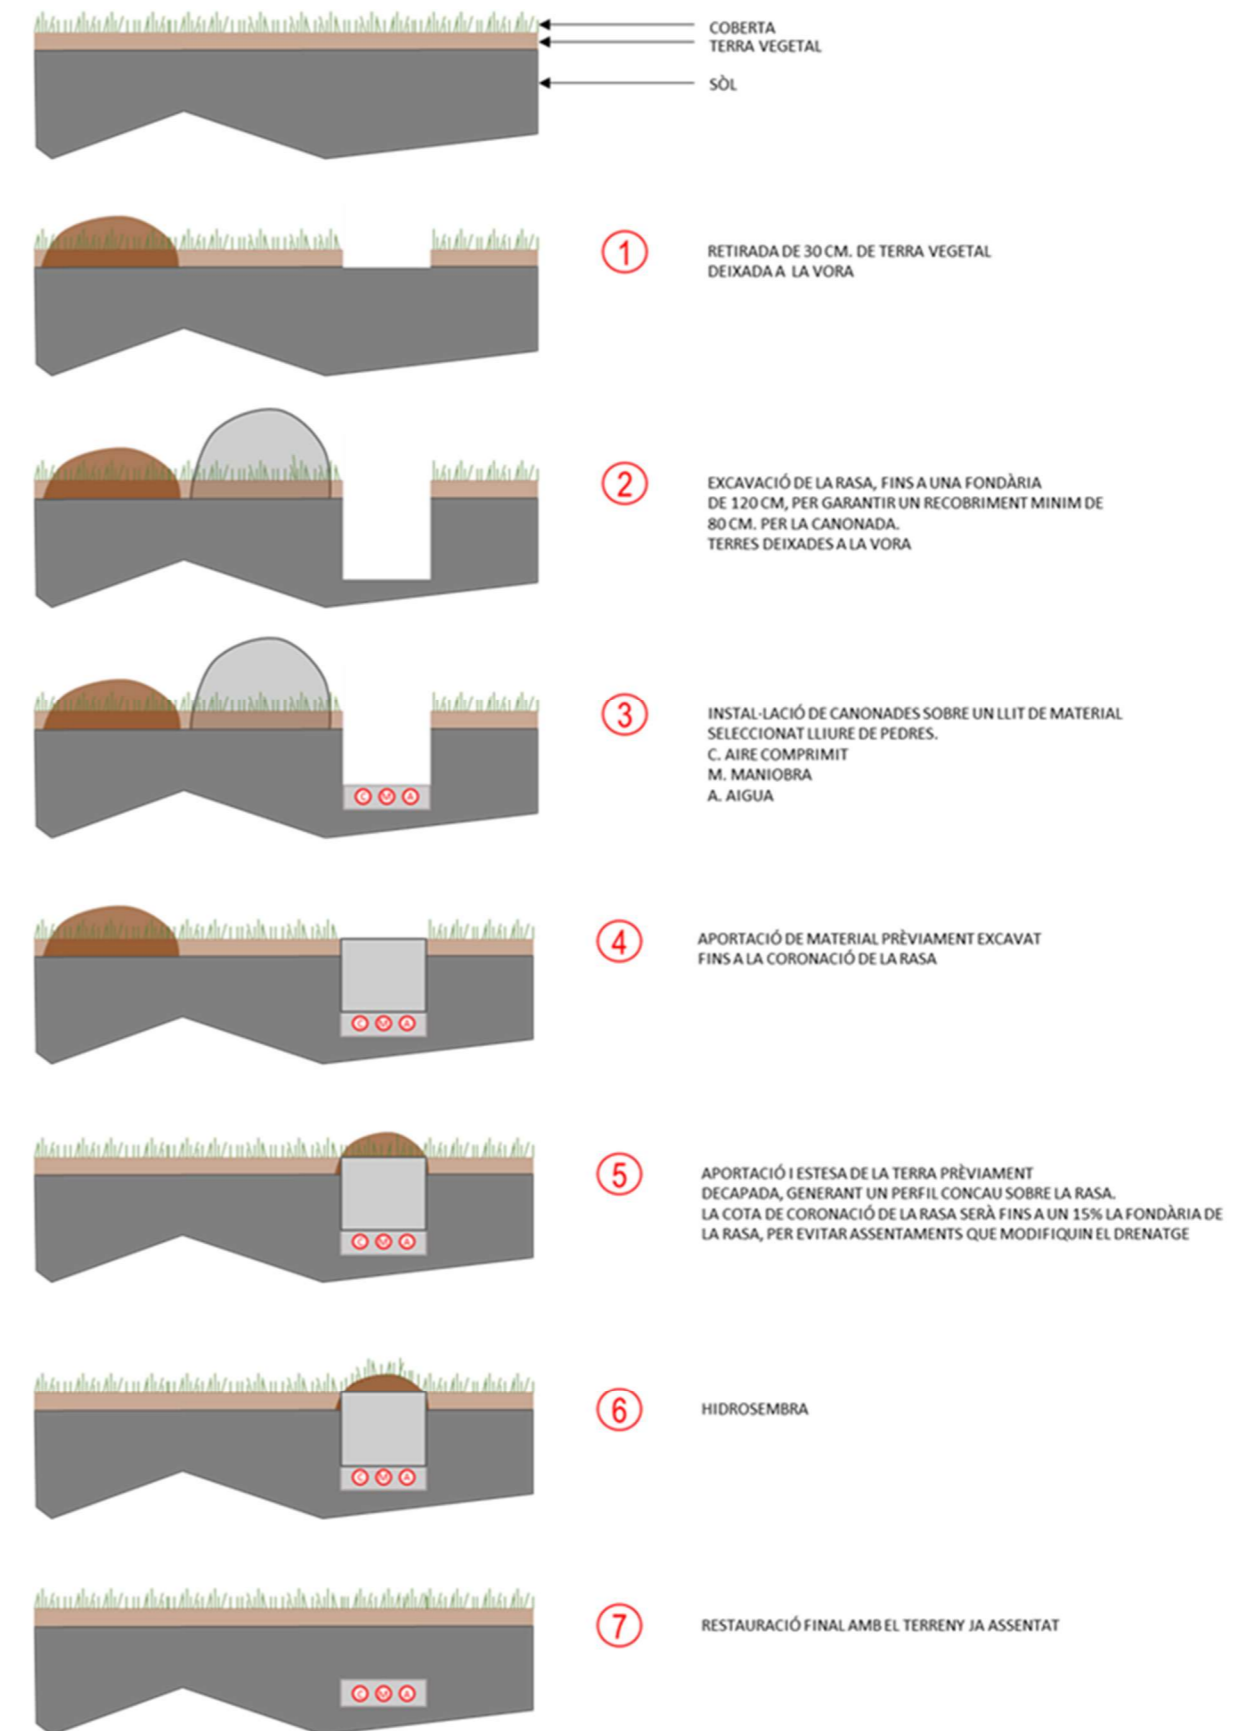 COBERTA
TERRA VEGETAL
SÒL
1
RETIRADA DE 30 CM. DE TERRA VEGETAL
DEIXADA A LA VORA
2
EXCAVACIÓ DE LA RASA, FINS A UNA FONDÀRIA
DE 120 CM, PER GARANTIR UN RECOBRIMENT MINIM DE
80 CM. PER LA CANONADA.
TERRES DEIXADES A LA VORA
3
INSTAL·LACIÓ DE CANONADES SOBRE UN LLIT DE MATERIAL
SELECCIONAT LLIURE DE PEDRES.
C. AIRE COMPRIMIT
M. MANIOBRA
A. AIGUA
C M A
4
APORTACIÓ DE MATERIAL PRÈVIAMENT EXCAVAT
FINS A LA CORONACIÓ DE LA RASA
C M A
5
APORTACIÓ I ESTESA DE LA TERRA PRÈVIAMENT
DECAPADA, GENERANT UN PERFIL CONCAU SOBRE LA RASA.
LA COTA DE CORONACIÓ DE LA RASA SERÀ FINS A UN 15% LA FONDÀRIA DE
LA RASA, PER EVITAR ASSENTAMENTS QUE MODIFIQUIN EL DRENATGE
C M A
6
HIDROSEMBRA
C M A
7
RESTAURACIÓ FINAL AMB EL TERRENY JA ASSENTAT
C M A